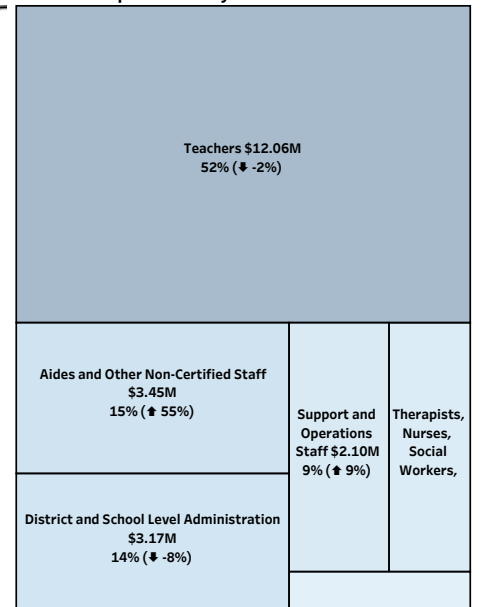 Teachers $12.06M
52% (🡇 -2%)
Aides and Other Non-Certified Staff
$3.45M
15% (🡅 55%)
Support and
Operations
Staff $2.10M
9% (🡅 9%)
Therapists,
Nurses,
Social
Workers,
District and School Level Administration
$3.17M
14% (🡇 -8%)